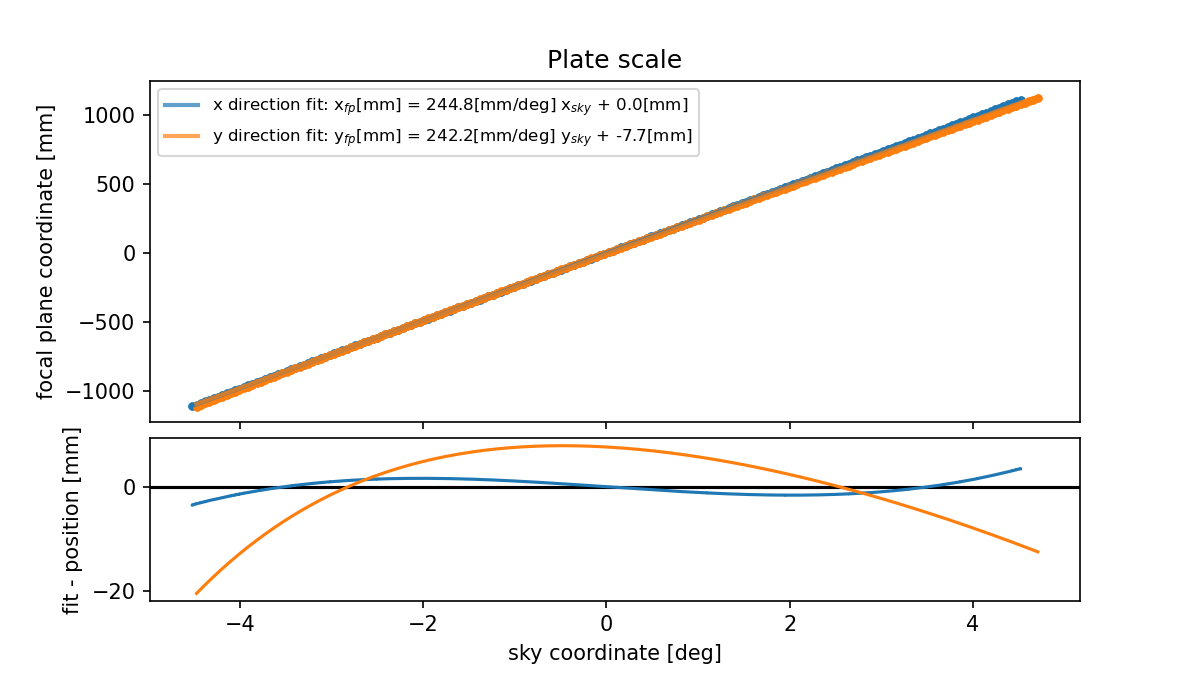 Plate scale
x direction fit: x_fp[mm] = 244.8[mm/deg] x_sky + 0.0[mm]
y direction fit: y_fp[mm] = 242.2[mm/deg] y_sky + -7.7[mm]
focal plane coordinate [mm]
1000
500
0
−500
−1000
fit - position [mm]
0
−20
−4
−2
0
2
4
sky coordinate [deg]